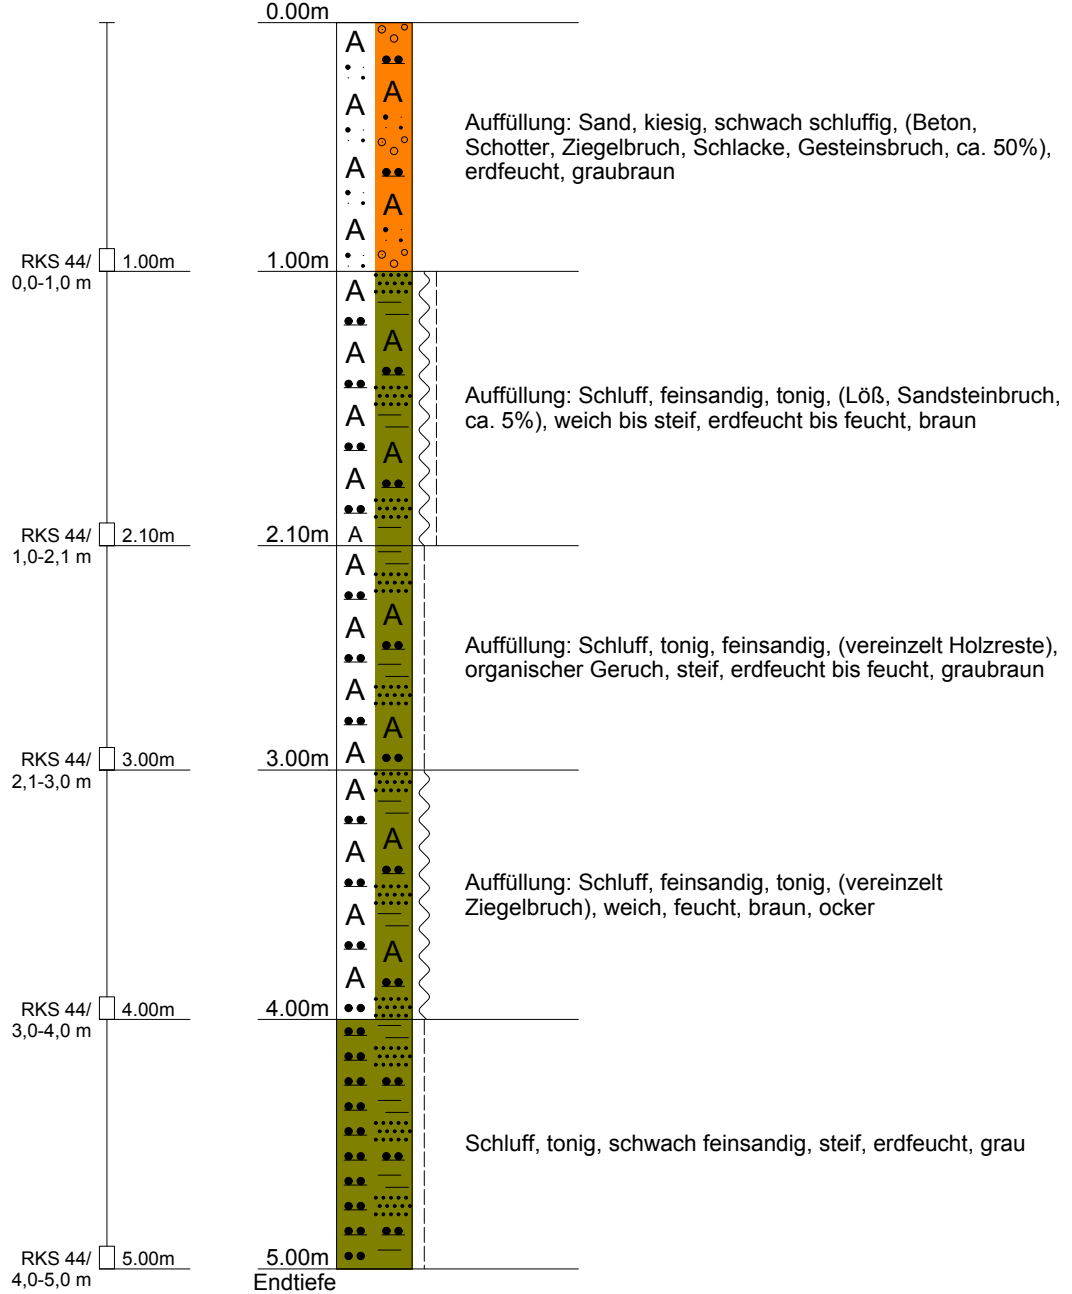 0.00m
A
A
A
A
A
A
Auffüllung: Sand, kiesig, schwach schluffig, (Beton,
Schotter, Ziegelbruch, Schlacke, Gesteinsbruch, ca. 50%),
erdfeucht, graubraun
RKS 44/
0,0-1,0 m
1.00m
1.00m
A
A
A
A
A
A
A
Auffüllung: Schluff, feinsandig, tonig, (Löß, Sandsteinbruch,
ca. 5%), weich bis steif, erdfeucht bis feucht, braun
RKS 44/
1,0-2,1 m
2.10m
2.10m
A
A
A
A
A
A
Auffüllung: Schluff, tonig, feinsandig, (vereinzelt Holzreste),
organischer Geruch, steif, erdfeucht bis feucht, graubraun
RKS 44/
2,1-3,0 m
3.00m
3.00m
A
A
A
A
A
A
Auffüllung: Schluff, feinsandig, tonig, (vereinzelt
Ziegelbruch), weich, feucht, braun, ocker
RKS 44/
3,0-4,0 m
4.00m
4.00m
Schluff, tonig, schwach feinsandig, steif, erdfeucht, grau
RKS 44/
4,0-5,0 m
5.00m
5.00m
Endtiefe